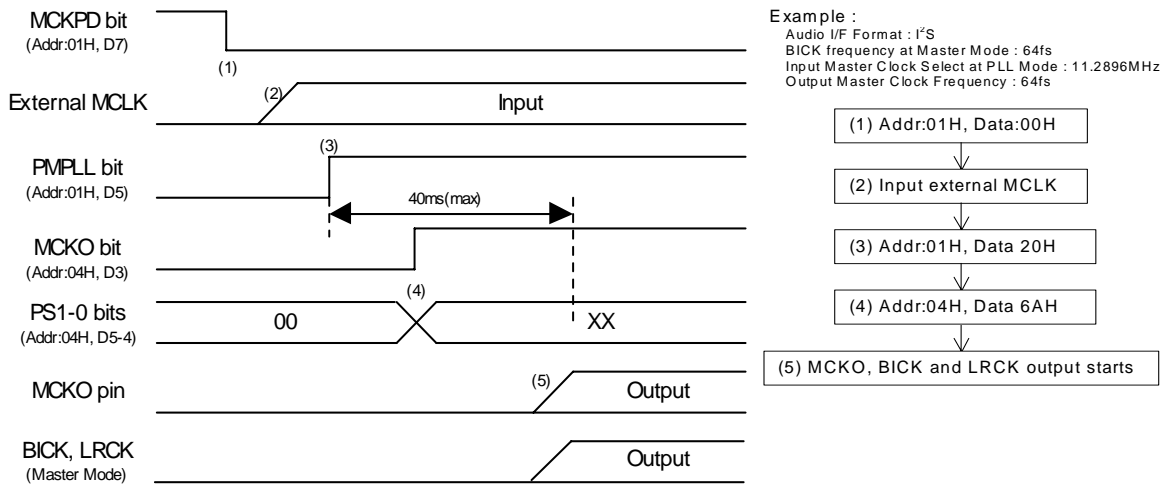 MCKPD bit
(Addr:01H, D7)
(1)
External MCLK
(2)
Input
PMPLL bit
(Addr:01H, D5)
(3)
40ms(max)
MCKO bit
(Addr:04H, D3)
PS1-0 bits
(Addr:04H, D5-4)
00
(4)
XX
MCKO pin
(5)
Output
BICK, LRCK
(Master Mode)
Output
Example :
Audio I/F Format : I²S
BICK frequency at Master Mode : 64fs
Input Master Clock Select at PLL Mode : 11.2896MHz
Output Master Clock Frequency : 64fs
(1) Addr:01H, Data:00H
(2) Input external MCLK
(3) Addr:01H, Data 20H
(4) Addr:04H, Data 6AH
(5) MCKO, BICK and LRCK output starts